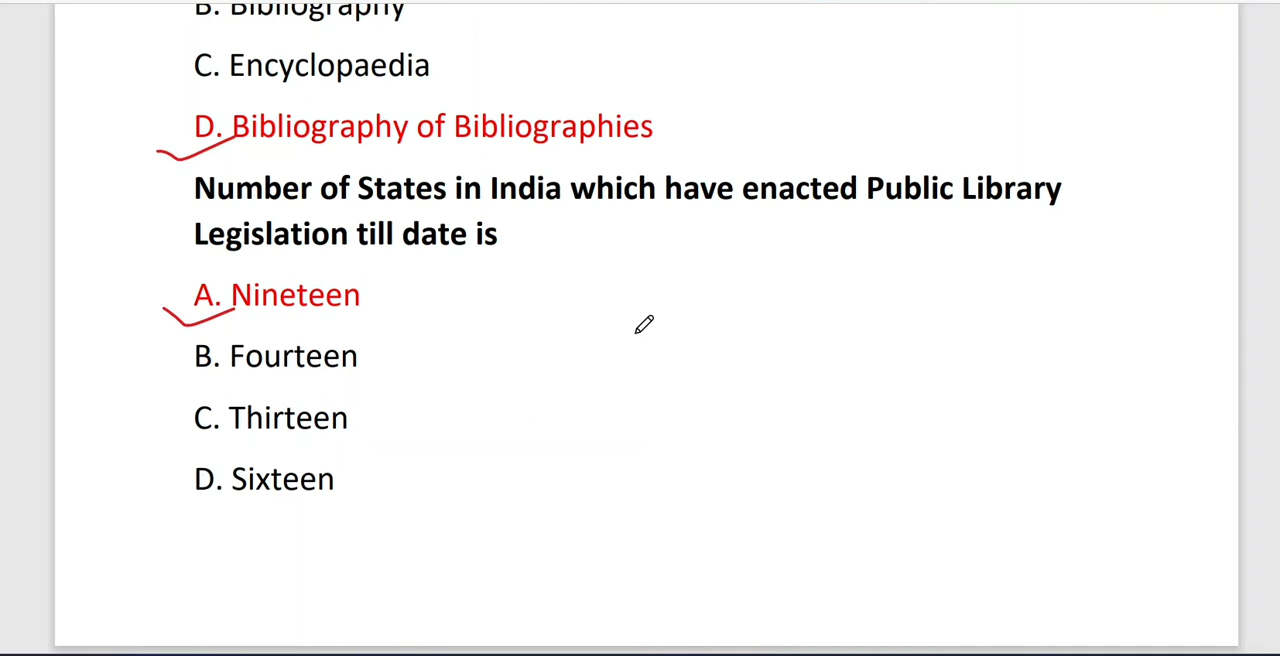 B. Bibliography
C. Encyclopaedia
D. Bibliography of Bibliographies
Number of States in India which have enacted Public Library
Legislation till date is
A. Nineteen
B. Fourteen
C. Thirteen
D. Sixteen